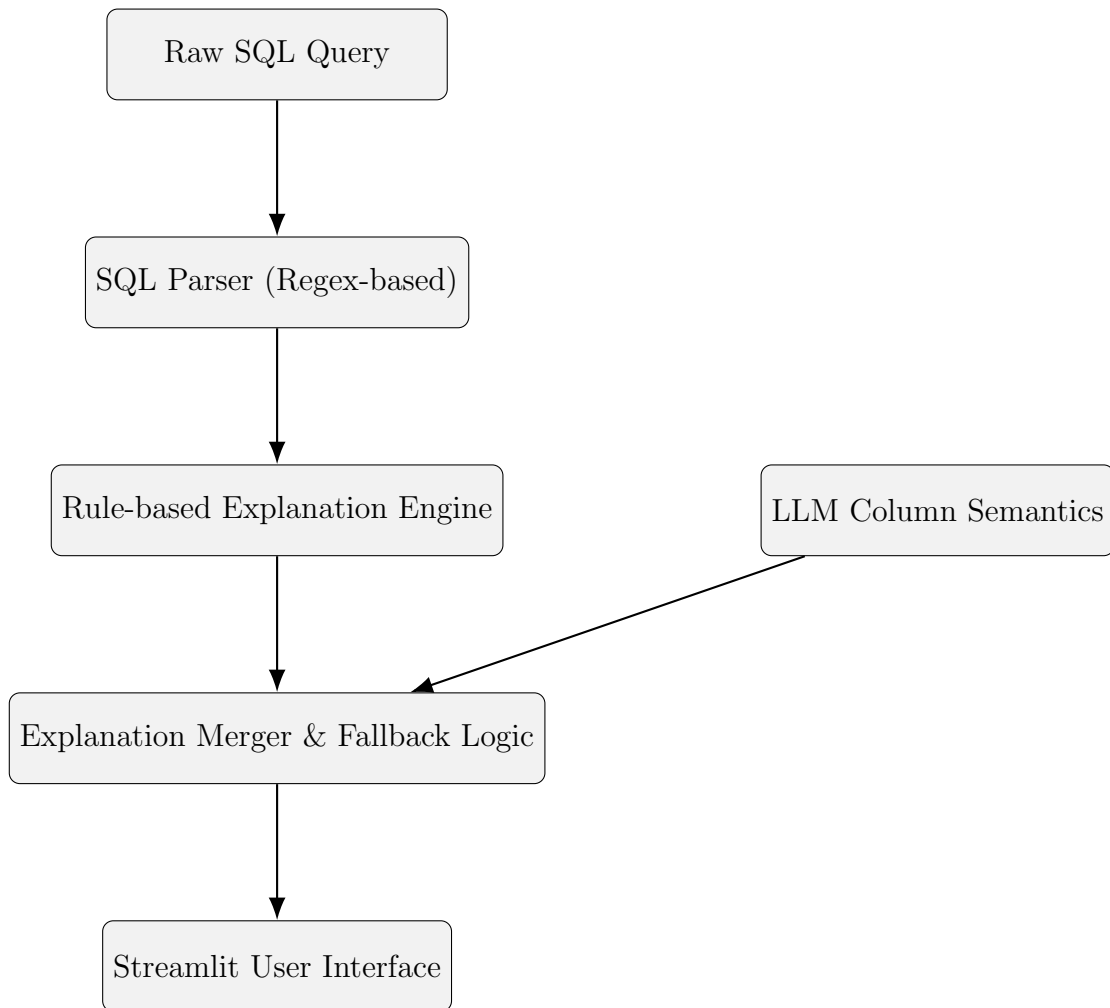 Raw SQL Query
SQL Parser (Regex-based)
Rule-based Explanation Engine
LLM Column Semantics
Explanation Merger & Fallback Logic
Streamlit User Interface